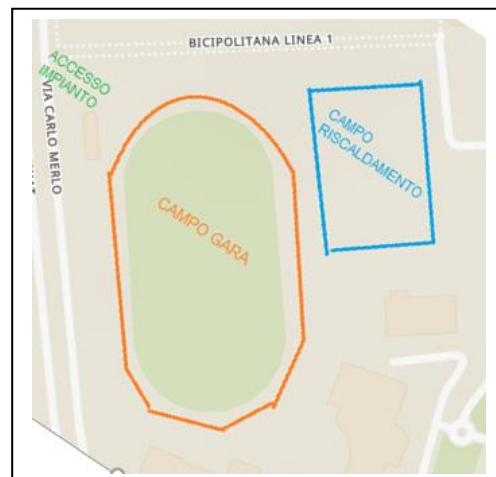 BICIPOLITANA LINEA 1
ACCESSO
IMPIANTO
VIA CARLO MERLO
CAMPO
RISCALDAMENTO
CAMPO GARA